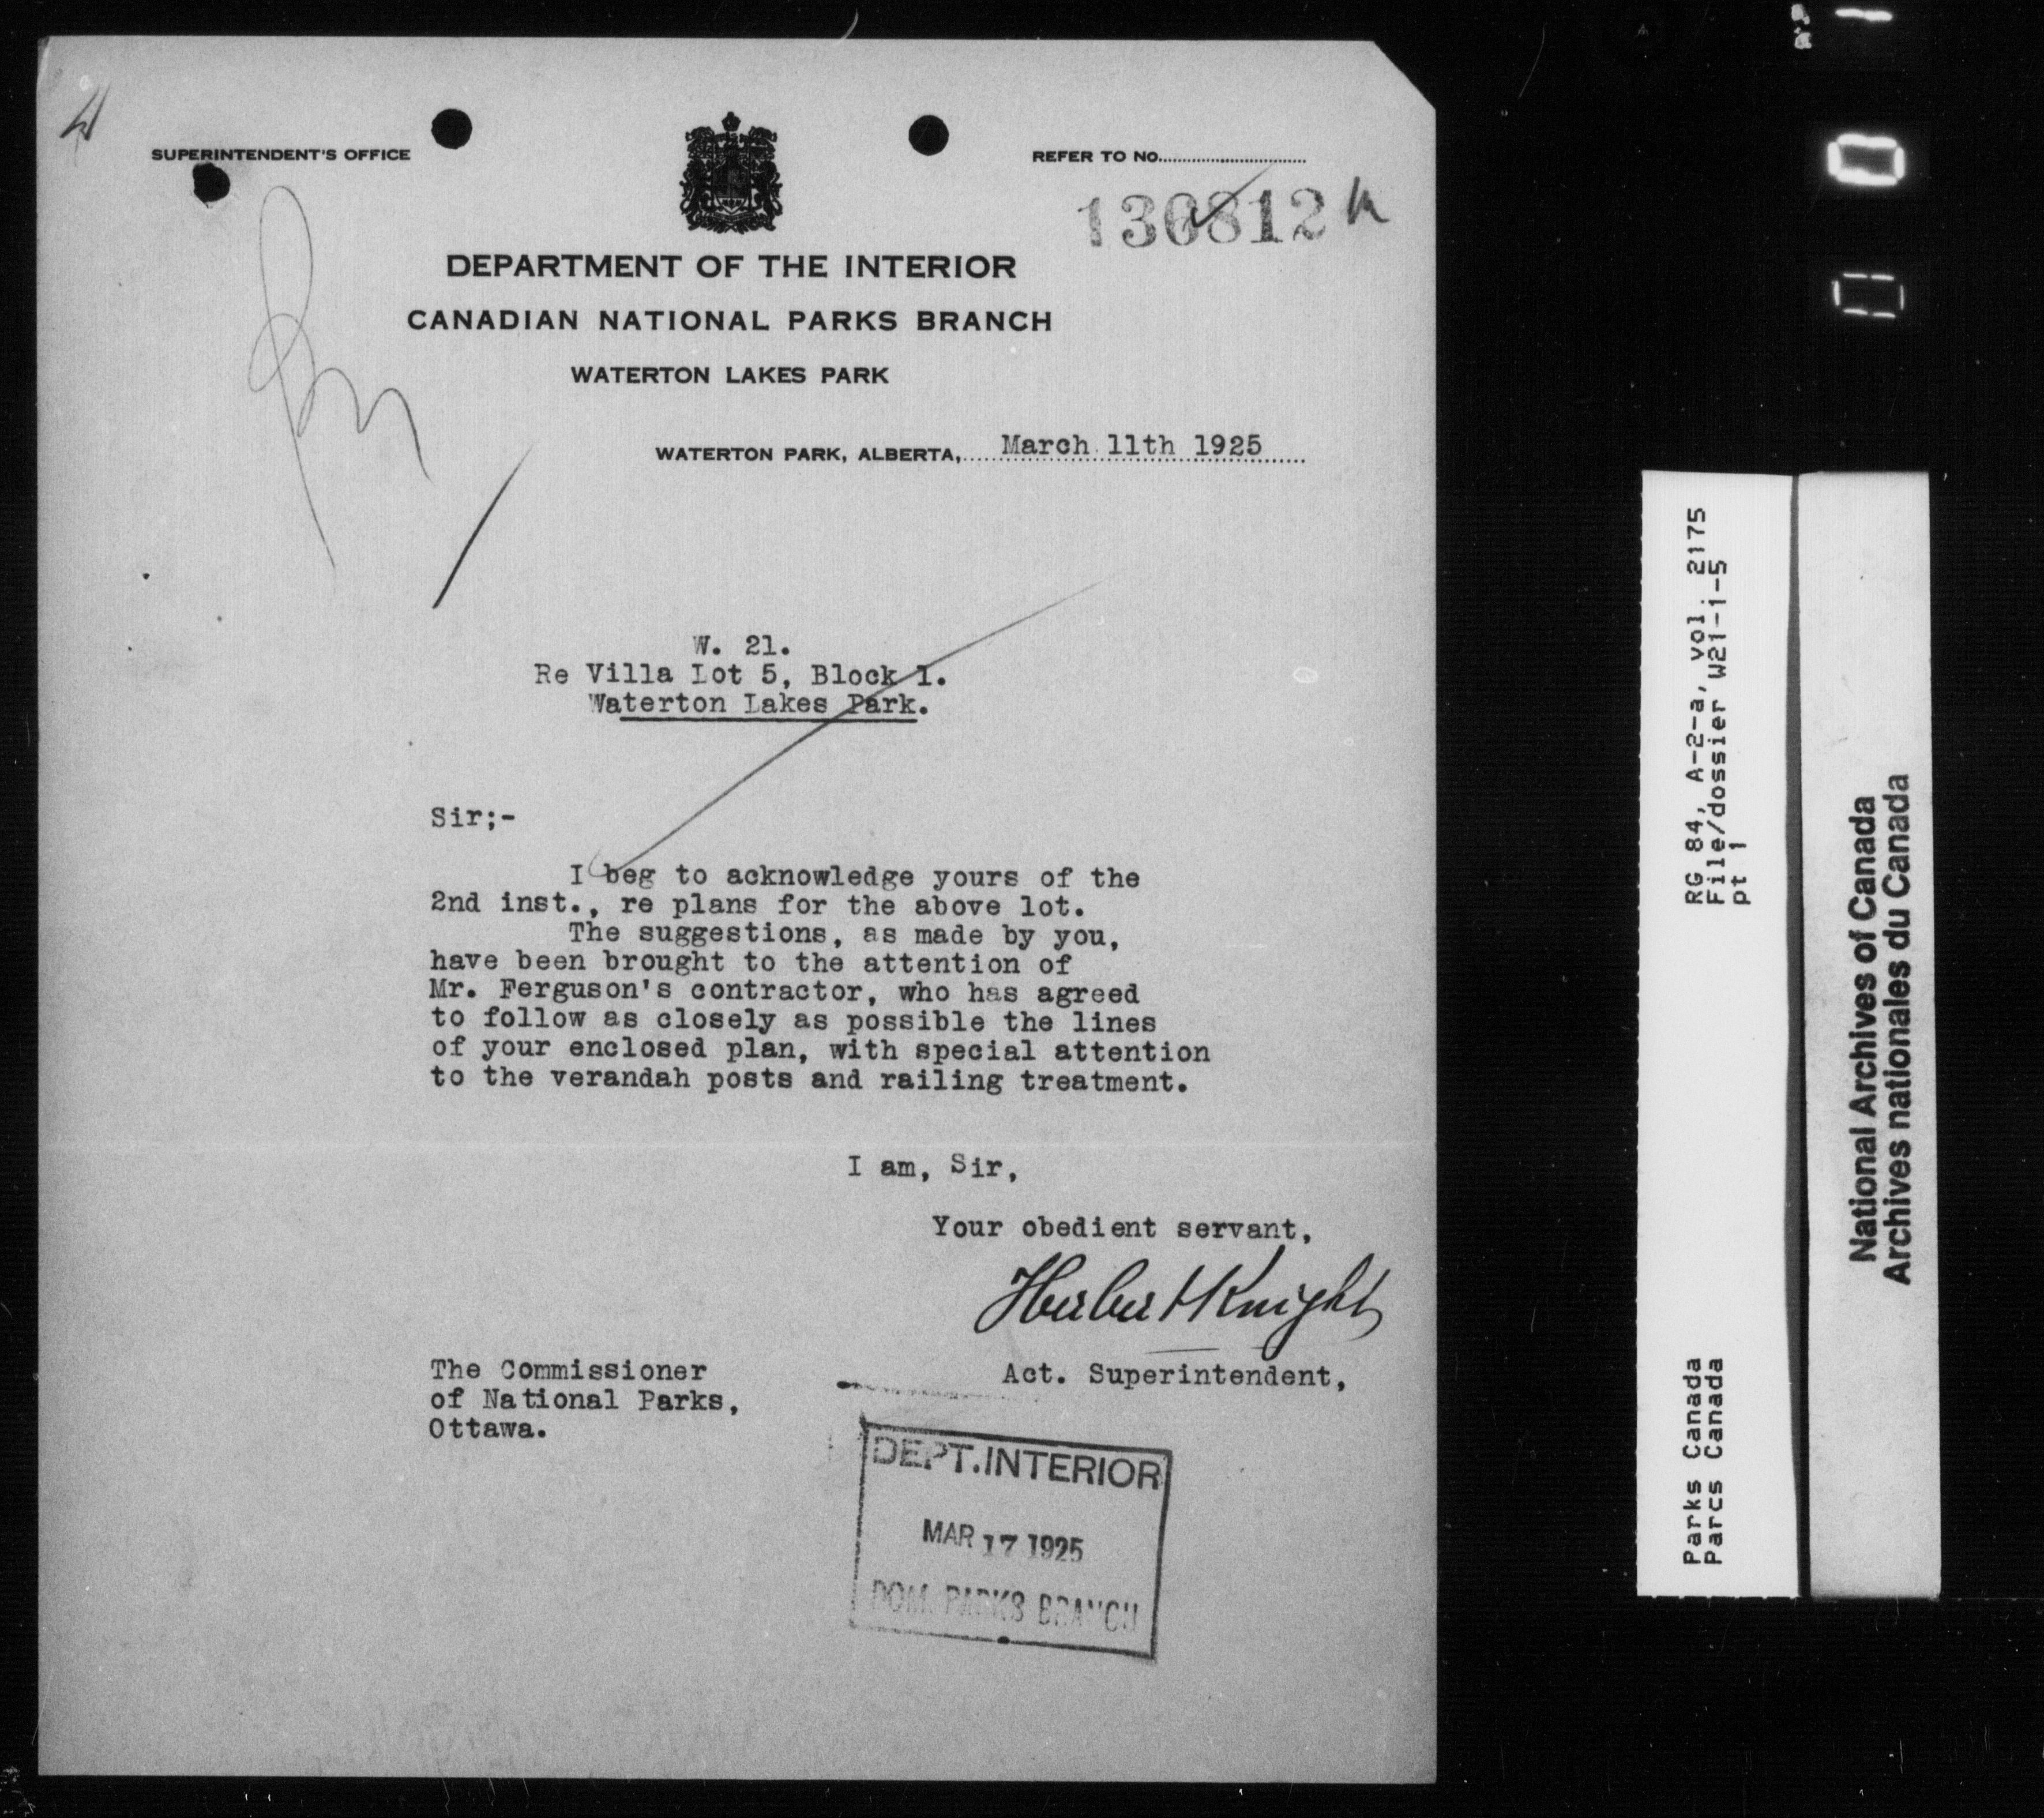 SUPERINTENDENT'S OFFICE
REFER TO NO.
130812
DEPARTMENT OF THE INTERIOR
CANADIAN NATIONAL PARKS BRANCH
WATERTON LAKES PARK
WATERTON PARK, ALBERTA, March 11th 1925
W. 21.
Re Villa Lot 5, Block 1.
Waterton Lakes Park.
Sir;-
I beg to acknowledge yours of the
2nd inst., re plans for the above lot.
The suggestions, as made by you,
have been brought to the attention of
Mr. Ferguson's contractor, who has agreed
to follow as closely as possible the lines
of your enclosed plan, with special attention
to the verandah posts and railing treatment.
I am, Sir,
Your obedient servant,
Herbert Knight
Act. Superintendent,
The Commissioner
of National Parks,
Ottawa.
DEPT. INTERIOR
MAR 17 1925
DOM. PARKS BRANCH
RG 84, A-2-a, vol. 2175
File/dossier W21-1-5
pt 1
Parks Canada
Parcs Canada
National Archives of Canada
Archives nationales du Canada